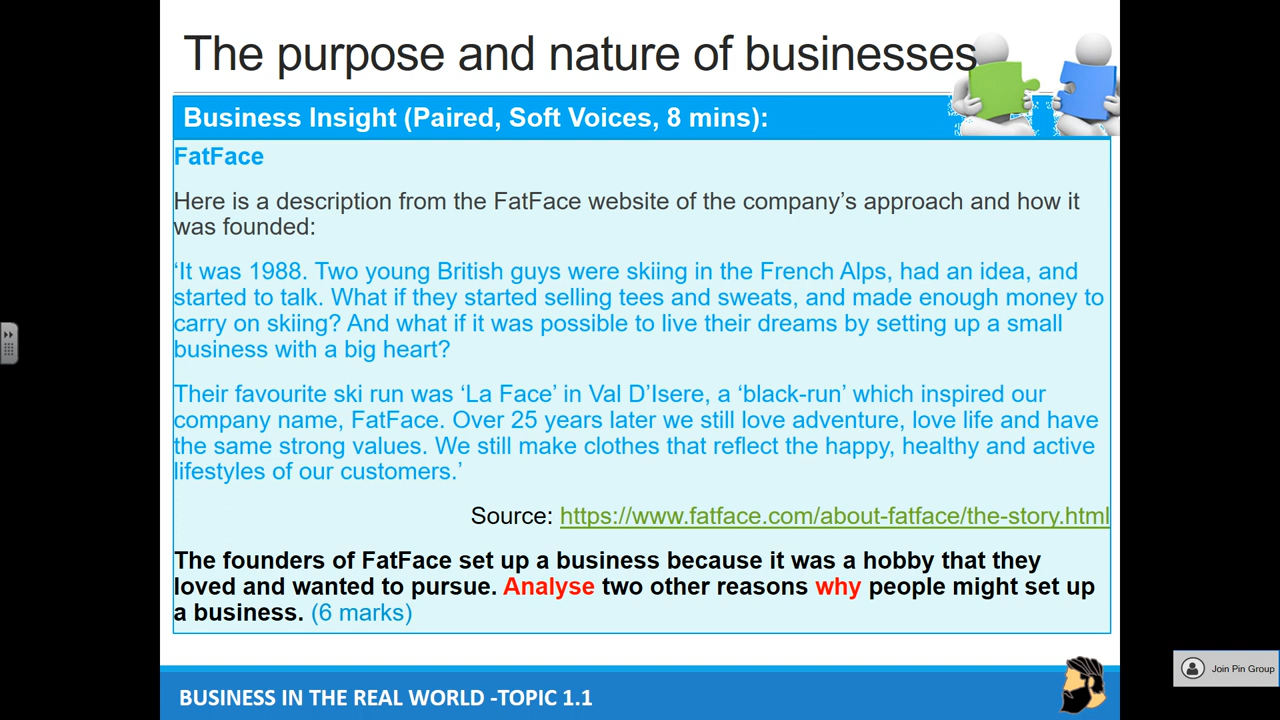 The purpose and nature of businesses
Business Insight (Paired, Soft Voices, 8 mins):
FatFace
Here is a description from the FatFace website of the company’s approach and how it
was founded:
‘It was 1988. Two young British guys were skiing in the French Alps, had an idea, and
started to talk. What if they started selling tees and sweats, and made enough money to
carry on skiing? And what if it was possible to live their dreams by setting up a small
business with a big heart?
Their favourite ski run was ‘La Face’ in Val D’Isere, a ‘black-run’ which inspired our
company name, FatFace. Over 25 years later we still love adventure, love life and have
the same strong values. We still make clothes that reflect the happy, healthy and active
lifestyles of our customers.’
Source: https://www.fatface.com/about-fatface/the-story.html
The founders of FatFace set up a business because it was a hobby that they
loved and wanted to pursue. Analyse two other reasons why people might set up
a business. (6 marks)
Join Pin Group
BUSINESS IN THE REAL WORLD -TOPIC 1.1